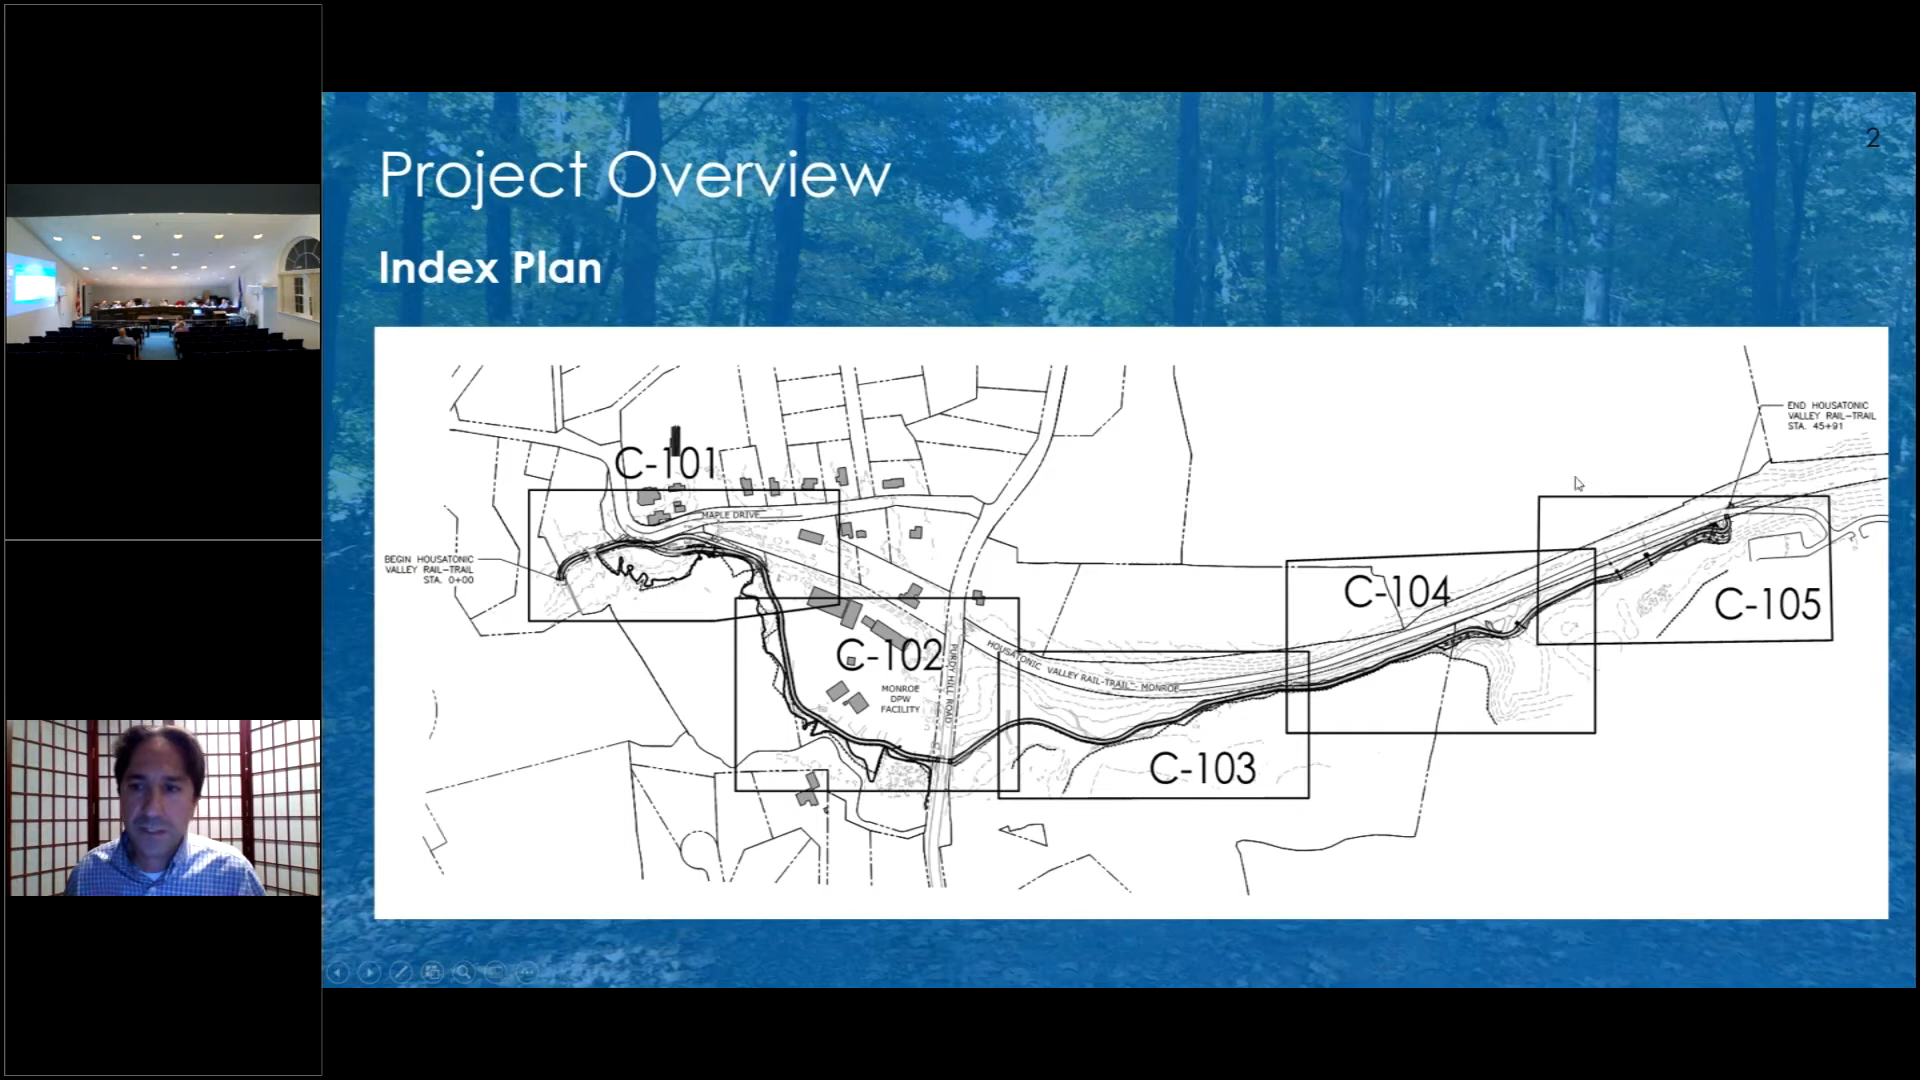 2
Project Overview
Index Plan
END HOUSATONIC
VALLEY RAIL-TRAIL
STA. 45+91
C-101
MAPLE DRIVE
BEGIN HOUSATONIC
VALLEY RAIL-TRAIL
STA. 0+00
C-104
C-105
C-102
PURDY HILL ROAD
HOUSATONIC VALLEY RAIL-TRAIL - MONROE
MONROE
DPW
FACILITY
C-103